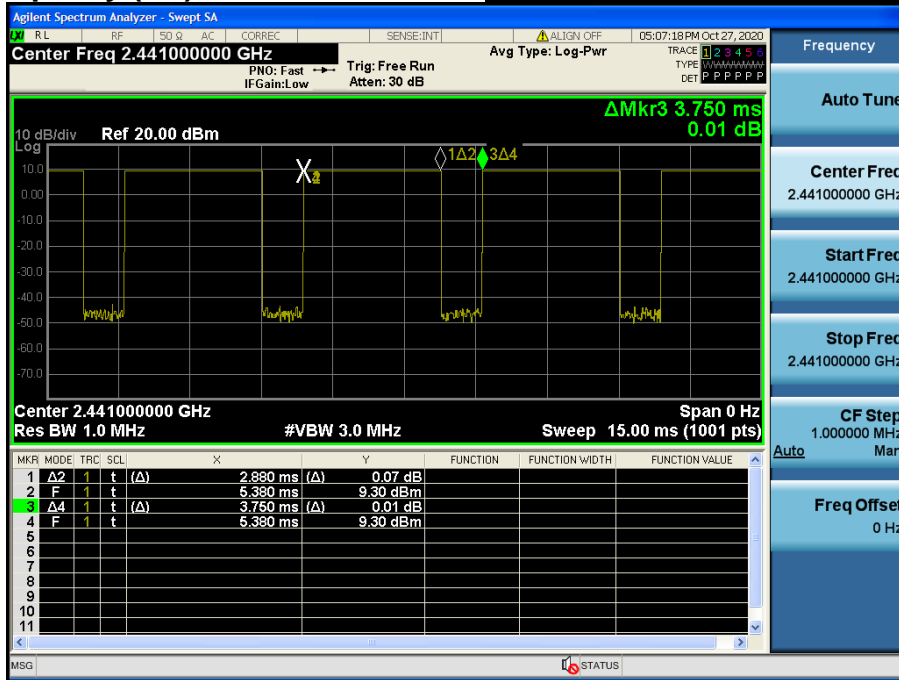 Agilent Spectrum Analyzer - Swept SA
LXI RL RF 50 Ω AC CORREC SENSE:INT ALIGN OFF 05:07:18 PM Oct 27, 2020
Center Freq 2.441000000 GHz Avg Type: Log-Pwr TRACE 1 2 3 4 5 6
PNO: Fast Trig: Free Run TYPE WWWWWW
IFGain:Low Atten: 30 dB DET P P P P P P
ΔMkr3 3.750 ms
0.01 dB
10 dB/div Ref 20.00 dBm
Log
1Δ2 3Δ4
10.0
X2
0.00
-10.0
-20.0
-30.0
-40.0
-50.0
-60.0
-70.0
Center 2.441000000 GHz Span 0 Hz
Res BW 1.0 MHz #VBW 3.0 MHz Sweep 15.00 ms (1001 pts)
MKR MODE TRC SCL X Y FUNCTION FUNCTION WIDTH FUNCTION VALUE
1 Δ2 1 t (Δ) 2.880 ms (Δ) 0.07 dB
2 F 1 t 5.380 ms 9.30 dBm
3 Δ4 1 t (Δ) 3.750 ms (Δ) 0.01 dB
4 F 1 t 5.380 ms 9.30 dBm
5
6
7
8
9
10
11
MSG STATUS
Frequency
Auto Tune
Center Freq
2.441000000 GHz
Start Freq
2.441000000 GHz
Stop Freq
2.441000000 GHz
CF Step
1.000000 MHz
Auto Man
Freq Offset
0 Hz